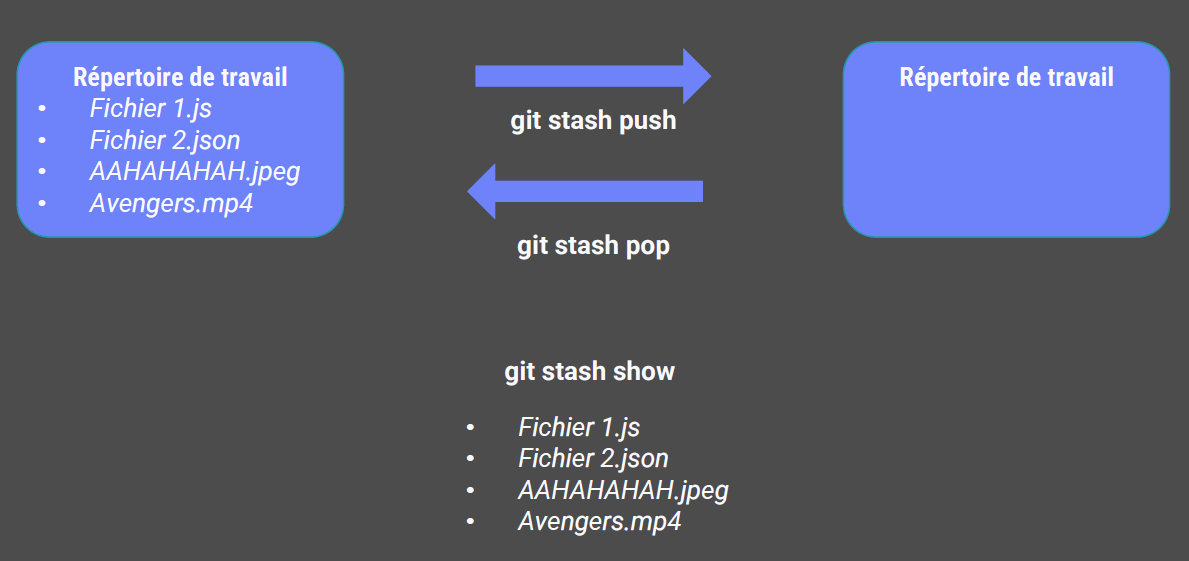 Répertoire de travail
• Fichier 1.js
• Fichier 2.json
• AAHAHAHAH.jpeg
• Avengers.mp4
git stash push
git stash pop
Répertoire de travail
git stash show
• Fichier 1.js
• Fichier 2.json
• AAHAHAHAH.jpeg
• Avengers.mp4